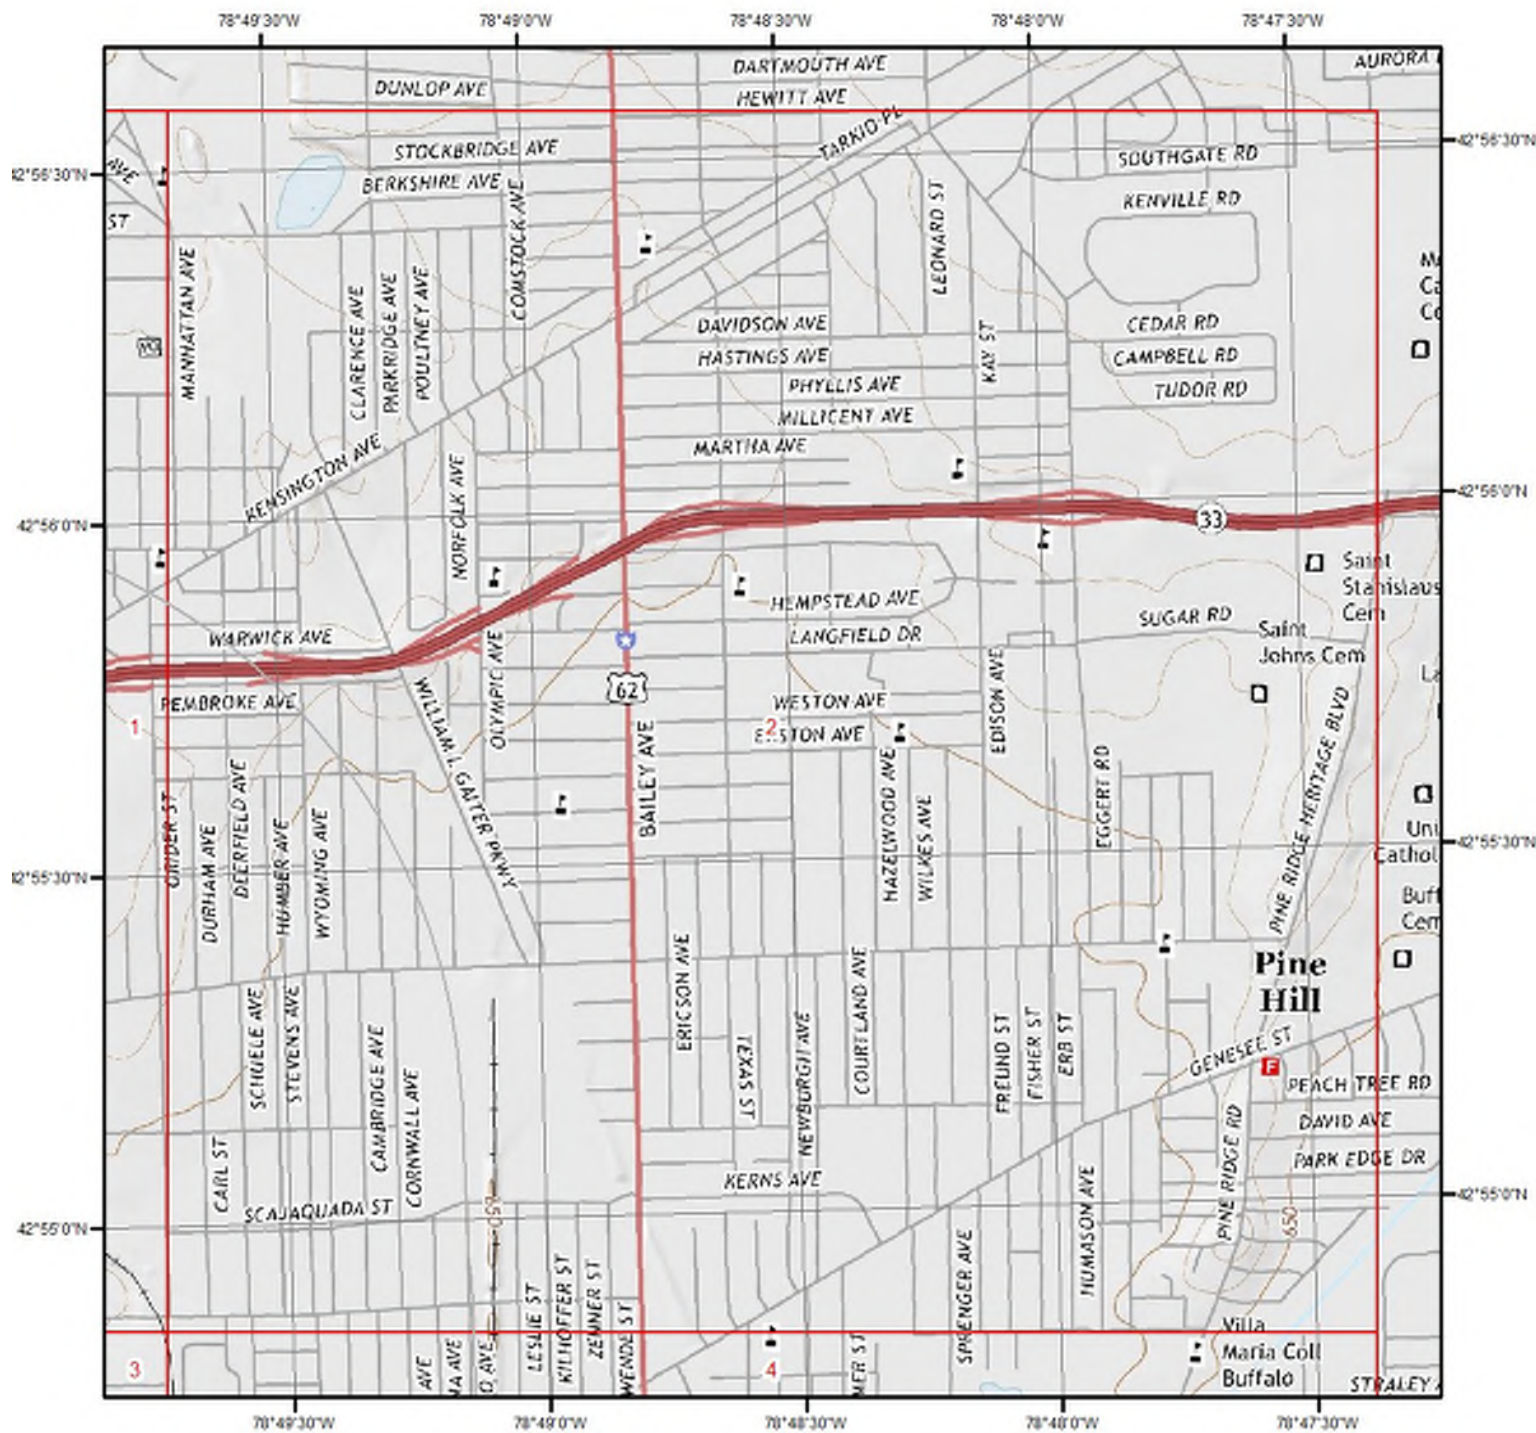 78°49'30"W
78°49'0"W
78°48'30"W
78°48'0"W
78°47'30"W
DARTMOUTH AVE
AURORA
DUNLOP AVE
HEWITT AVE
TARKIO PL
42°56'30"N
STOCKBRIDGE AVE
SOUTHGATE RD
AVE
42°56'30"N
BERKSHIRE AVE
KENVILLE RD
ST
COMSTOCK AVE
LEONARD ST
MANHATTAN AVE
CLARENCE AVE
PARKRIDGE AVE
POULTNEY AVE
DAVIDSON AVE
CEDAR RD
KAY ST
HASTINGS AVE
CAMPBELL RD
PHYLLIS AVE
TUDOR RD
MILLICENT AVE
MARTHA AVE
KENSINGTON AVE
NORFOLK AVE
42°56'0"N
42°56'0"N
33
Saint
Stanislaus
Cem
HEMPSTEAD AVE
SUGAR RD
WARWICK AVE
LANGFIELD DR
Saint
Johns Cem
OLYMPIC AVE
EDISON AVE
62
PEMBROKE AVE
WESTON AVE
1
2
WILLIAM L GAITER PKWY
BAILEY AVE
PINE RIDGE HERITAGE BLVD
HAZELWOOD AVE
WILKES AVE
EGGERT RD
GRIDER ST
DURHAM AVE
DEERFIELD AVE
HUMBER AVE
WYOMING AVE
Uni
Cathol
42°55'30"N
42°55'30"N
Buff
Cem
ERICSON AVE
COURTLAND AVE
Pine
Hill
SCHUELE AVE
STEVENS AVE
CAMBRIDGE AVE
CORNWALL AVE
TEXAS ST
NEWBURGH AVE
FREUND ST
FISHER ST
ERB ST
GENESEE ST
F
PEACH TREE RD
DAVID AVE
PINE RIDGE RD
PARK EDGE DR
CARL ST
KERNS AVE
HUMASON AVE
42°55'0"N
SCAJAQUADA ST
650
650
42°55'0"N
SPRENGER AVE
LESLIE ST
KILHOFFER ST
ZENNER ST
WENDE ST
Villa
Maria Coll
Buffalo
3
4
AVE
STRALEY
78°49'30"W
78°49'0"W
78°48'30"W
78°48'0"W
78°47'30"W